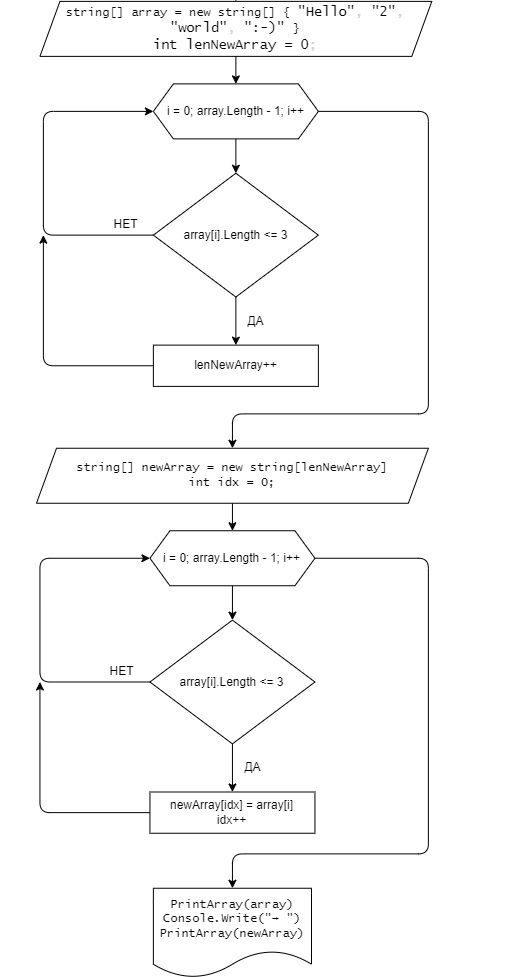 string[] array = new string[] { "Hello", "2",
"world", ":-)" }
int lenNewArray = 0;
i = 0; array.Length - 1; i++
НЕТ
array[i].Length <= 3
ДА
lenNewArray++
string[] newArray = new string[lenNewArray]
int idx = 0;
i = 0; array.Length - 1; i++
НЕТ
array[i].Length <= 3
ДА
newArray[idx] = array[i]
idx++
PrintArray(array)
Console.Write("→ ")
PrintArray(newArray)